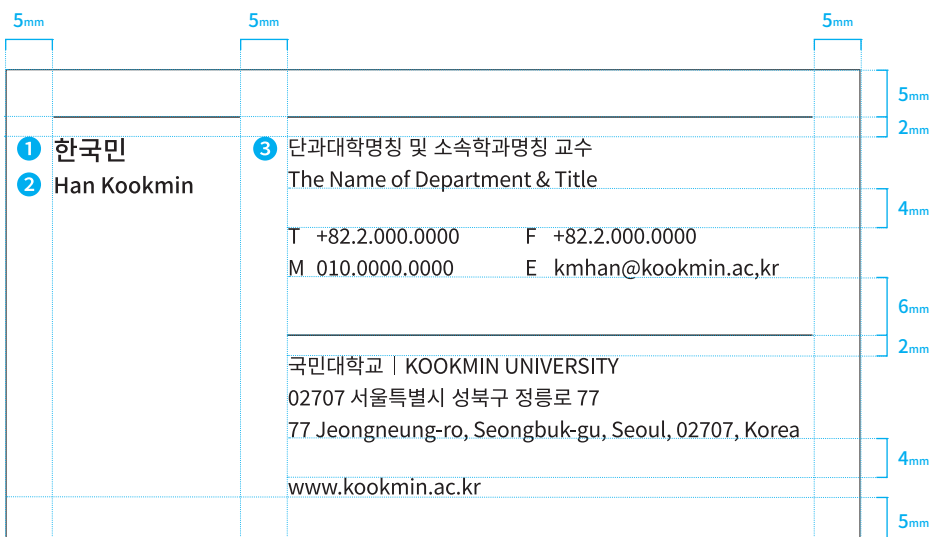 5mm 5mm 5mm
5mm
2mm
1 한국민
2 Han Kookmin
3 단과대학명칭 및 소속학과명칭 교수
The Name of Department & Title
4mm
T +82.2.000.0000 F +82.2.000.0000
M 010.0000.0000 E kmhan@kookmin.ac,kr
6mm
2mm
국민대학교 | KOOKMIN UNIVERSITY
02707 서울특별시 성북구 정릉로 77
77 Jeongneung-ro, Seongbuk-gu, Seoul, 02707, Korea
4mm
www.kookmin.ac.kr
5mm